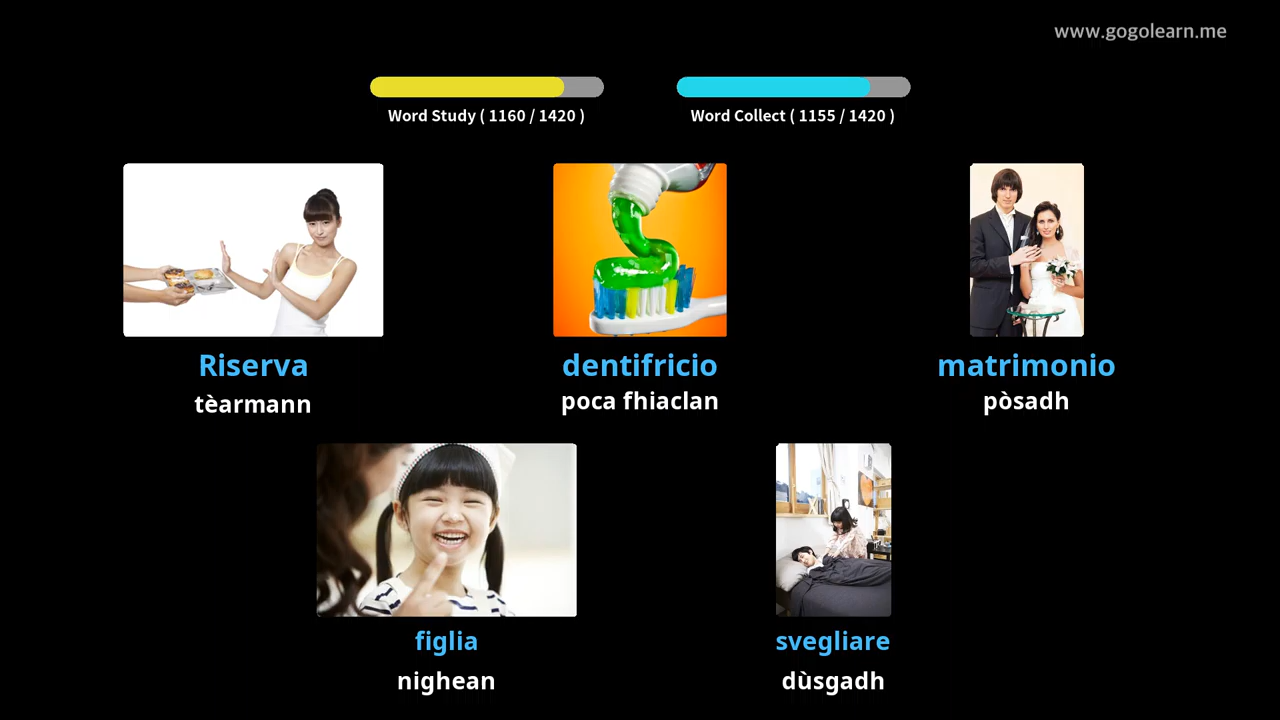 www.gogolearn.me
Word Study ( 1160 / 1420 )
Word Collect ( 1155 / 1420 )
Riserva
tèarmann
dentifricio
poca fhiaclan
matrimonio
pòsadh
figlia
nighean
svegliare
dùsgadh